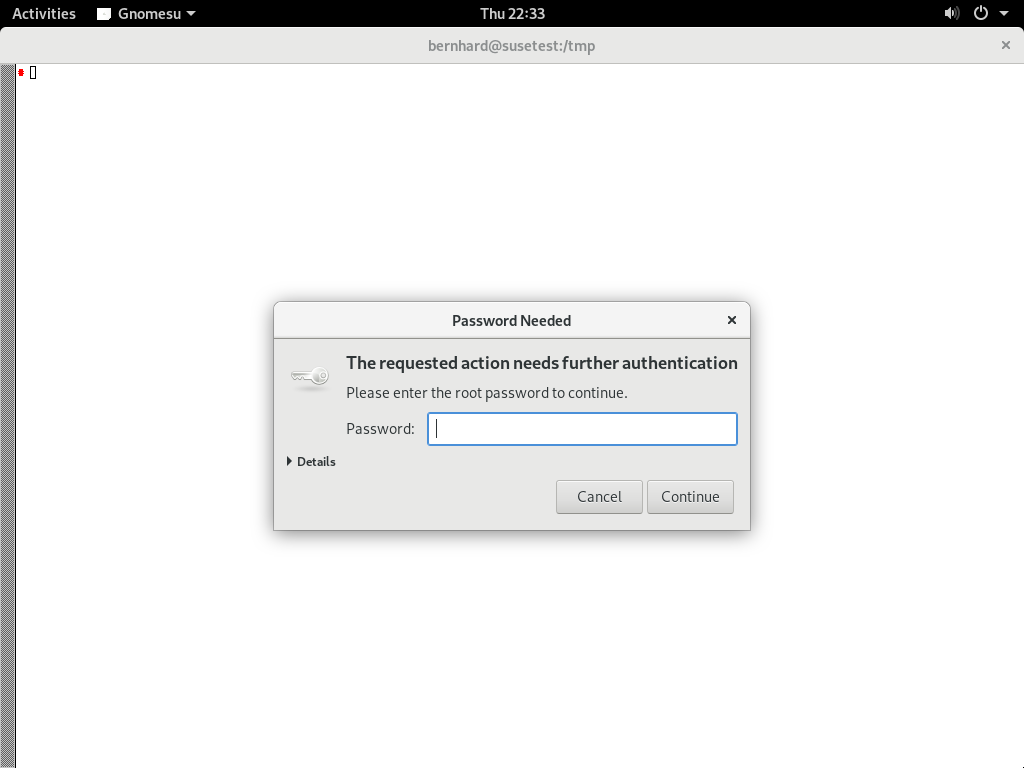 Activities Gnomesu Thu 22:33
bernhard@susetest:/tmp
Password Needed
The requested action needs further authentication
Please enter the root password to continue.
Password:
Details
Cancel Continue